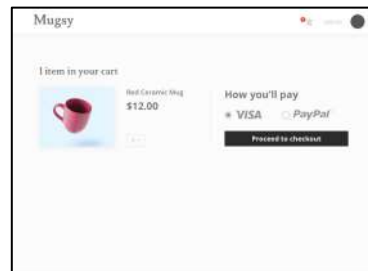 Mugsy
1 item in your cart
Red Ceramic Mug
$12.00
How you'll pay
VISA
PayPal
Proceed to checkout